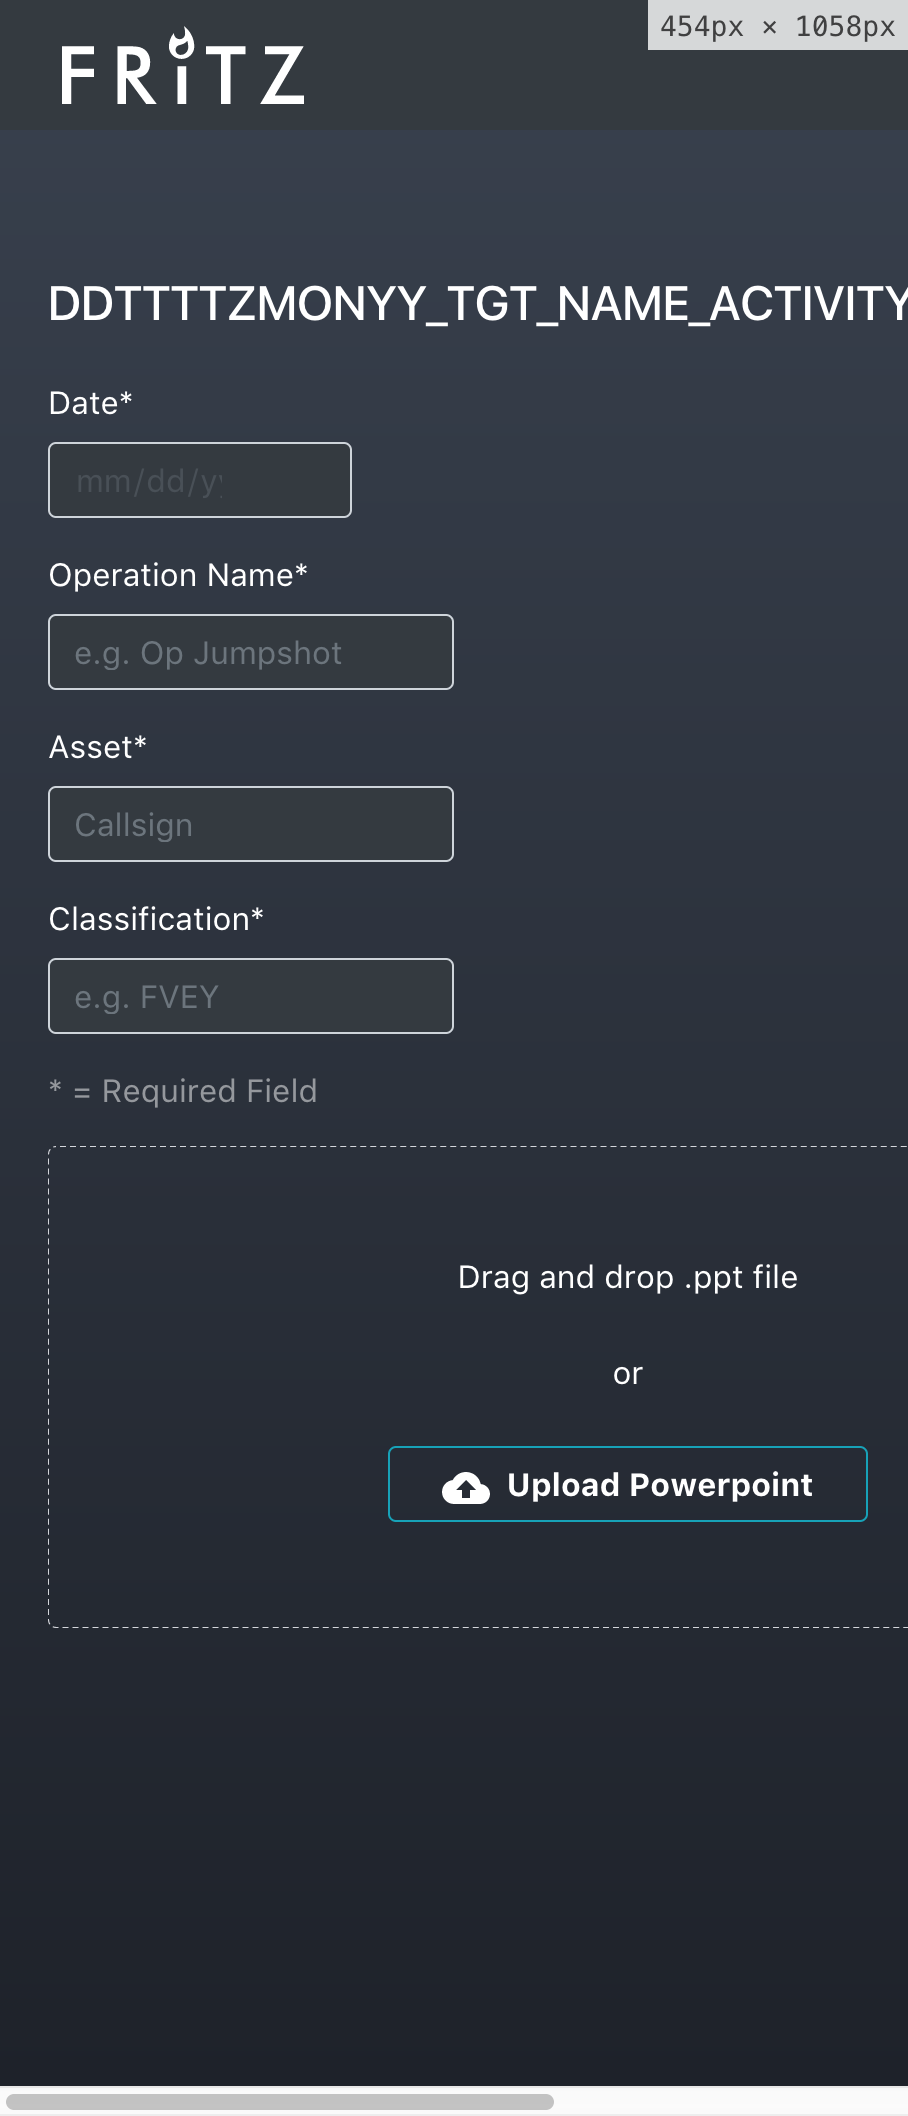 FRiTZ
454px × 1058px
DDTTTTZMONYY_TGT_NAME_ACTIVITY
Date*
mm/dd/yy
Operation Name*
e.g. Op Jumpshot
Asset*
Callsign
Classification*
e.g. FVEY
* = Required Field
Drag and drop .ppt file
or
Upload Powerpoint